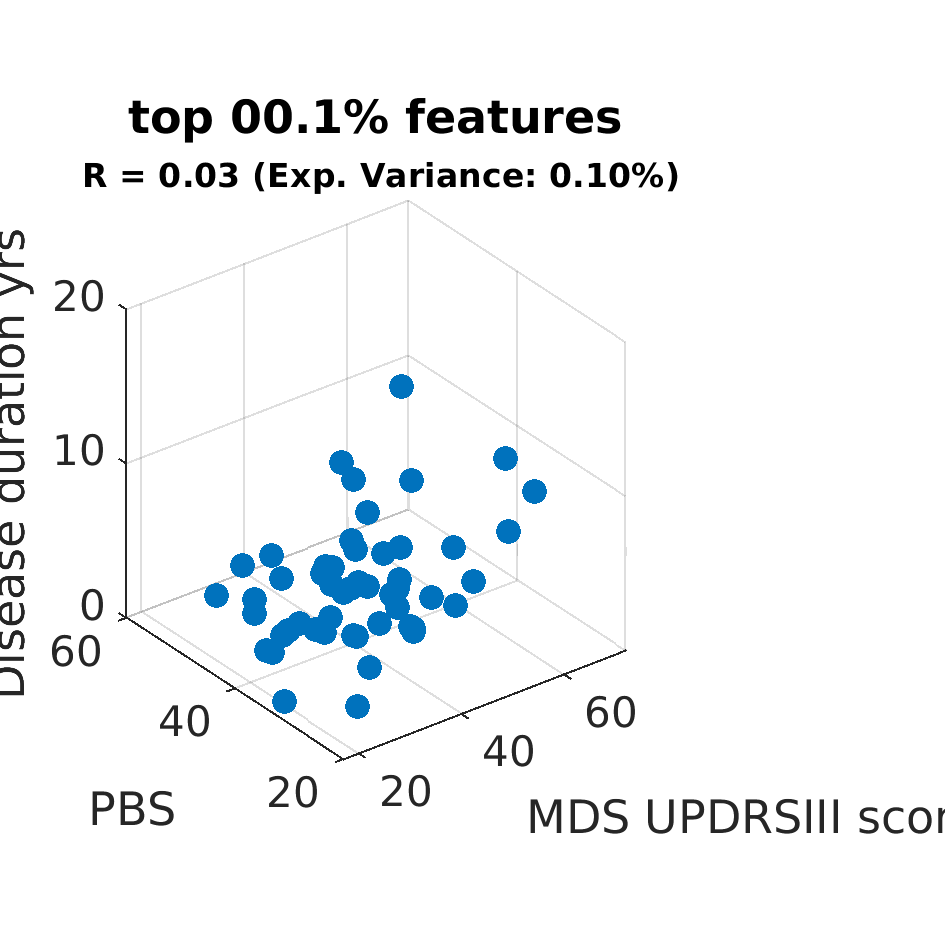 top 00.1% features
R = 0.03 (Exp. Variance: 0.10%)
Disease duration yrs
20
10
0
60
40
20
PBS
20
40
60
MDS UPDRSIII scor